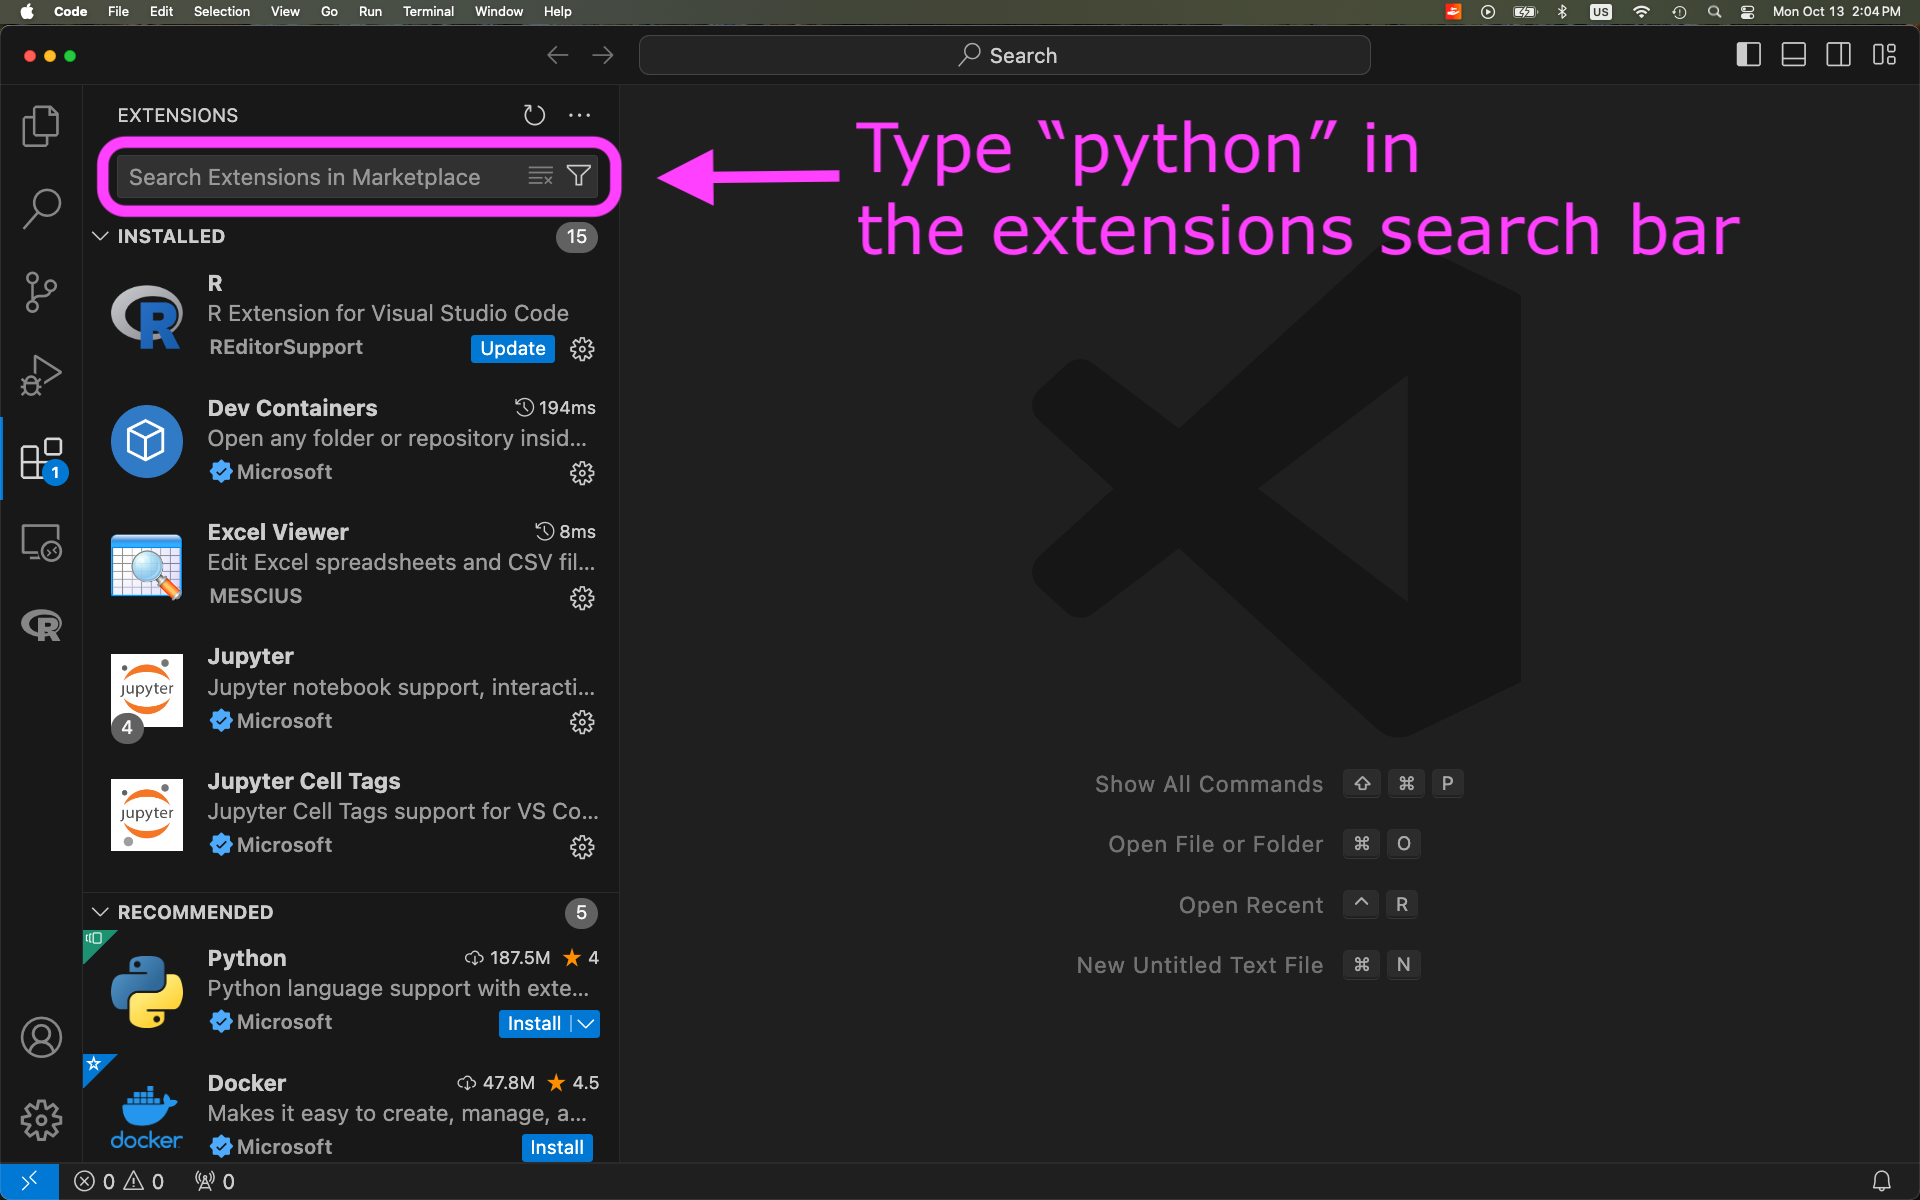 Code File Edit Selection View Go Run Terminal Window Help US Mon Oct 13 2:04 PM
Search
EXTENSIONS
Search Extensions in Marketplace
Type “python” in
the extensions search bar
INSTALLED 15
R
R Extension for Visual Studio Code
REditorSupport Update
Dev Containers 194ms
Open any folder or repository insid...
Microsoft
1
Excel Viewer 8ms
Edit Excel spreadsheets and CSV fil...
MESCIUS
R
Jupyter
jupyter
Jupyter notebook support, interacti...
Microsoft
4
Jupyter Cell Tags
jupyter
Jupyter Cell Tags support for VS Co...
Microsoft
Show All Commands ⇧ ⌘ P
Open File or Folder ⌘ O
Open Recent ^ R
New Untitled Text File ⌘ N
RECOMMENDED 5
Python 187.5M ★ 4
Python language support with exte...
Microsoft Install
Docker 47.8M ★ 4.5
Makes it easy to create, manage, a...
docker
Microsoft Install
0 0 0